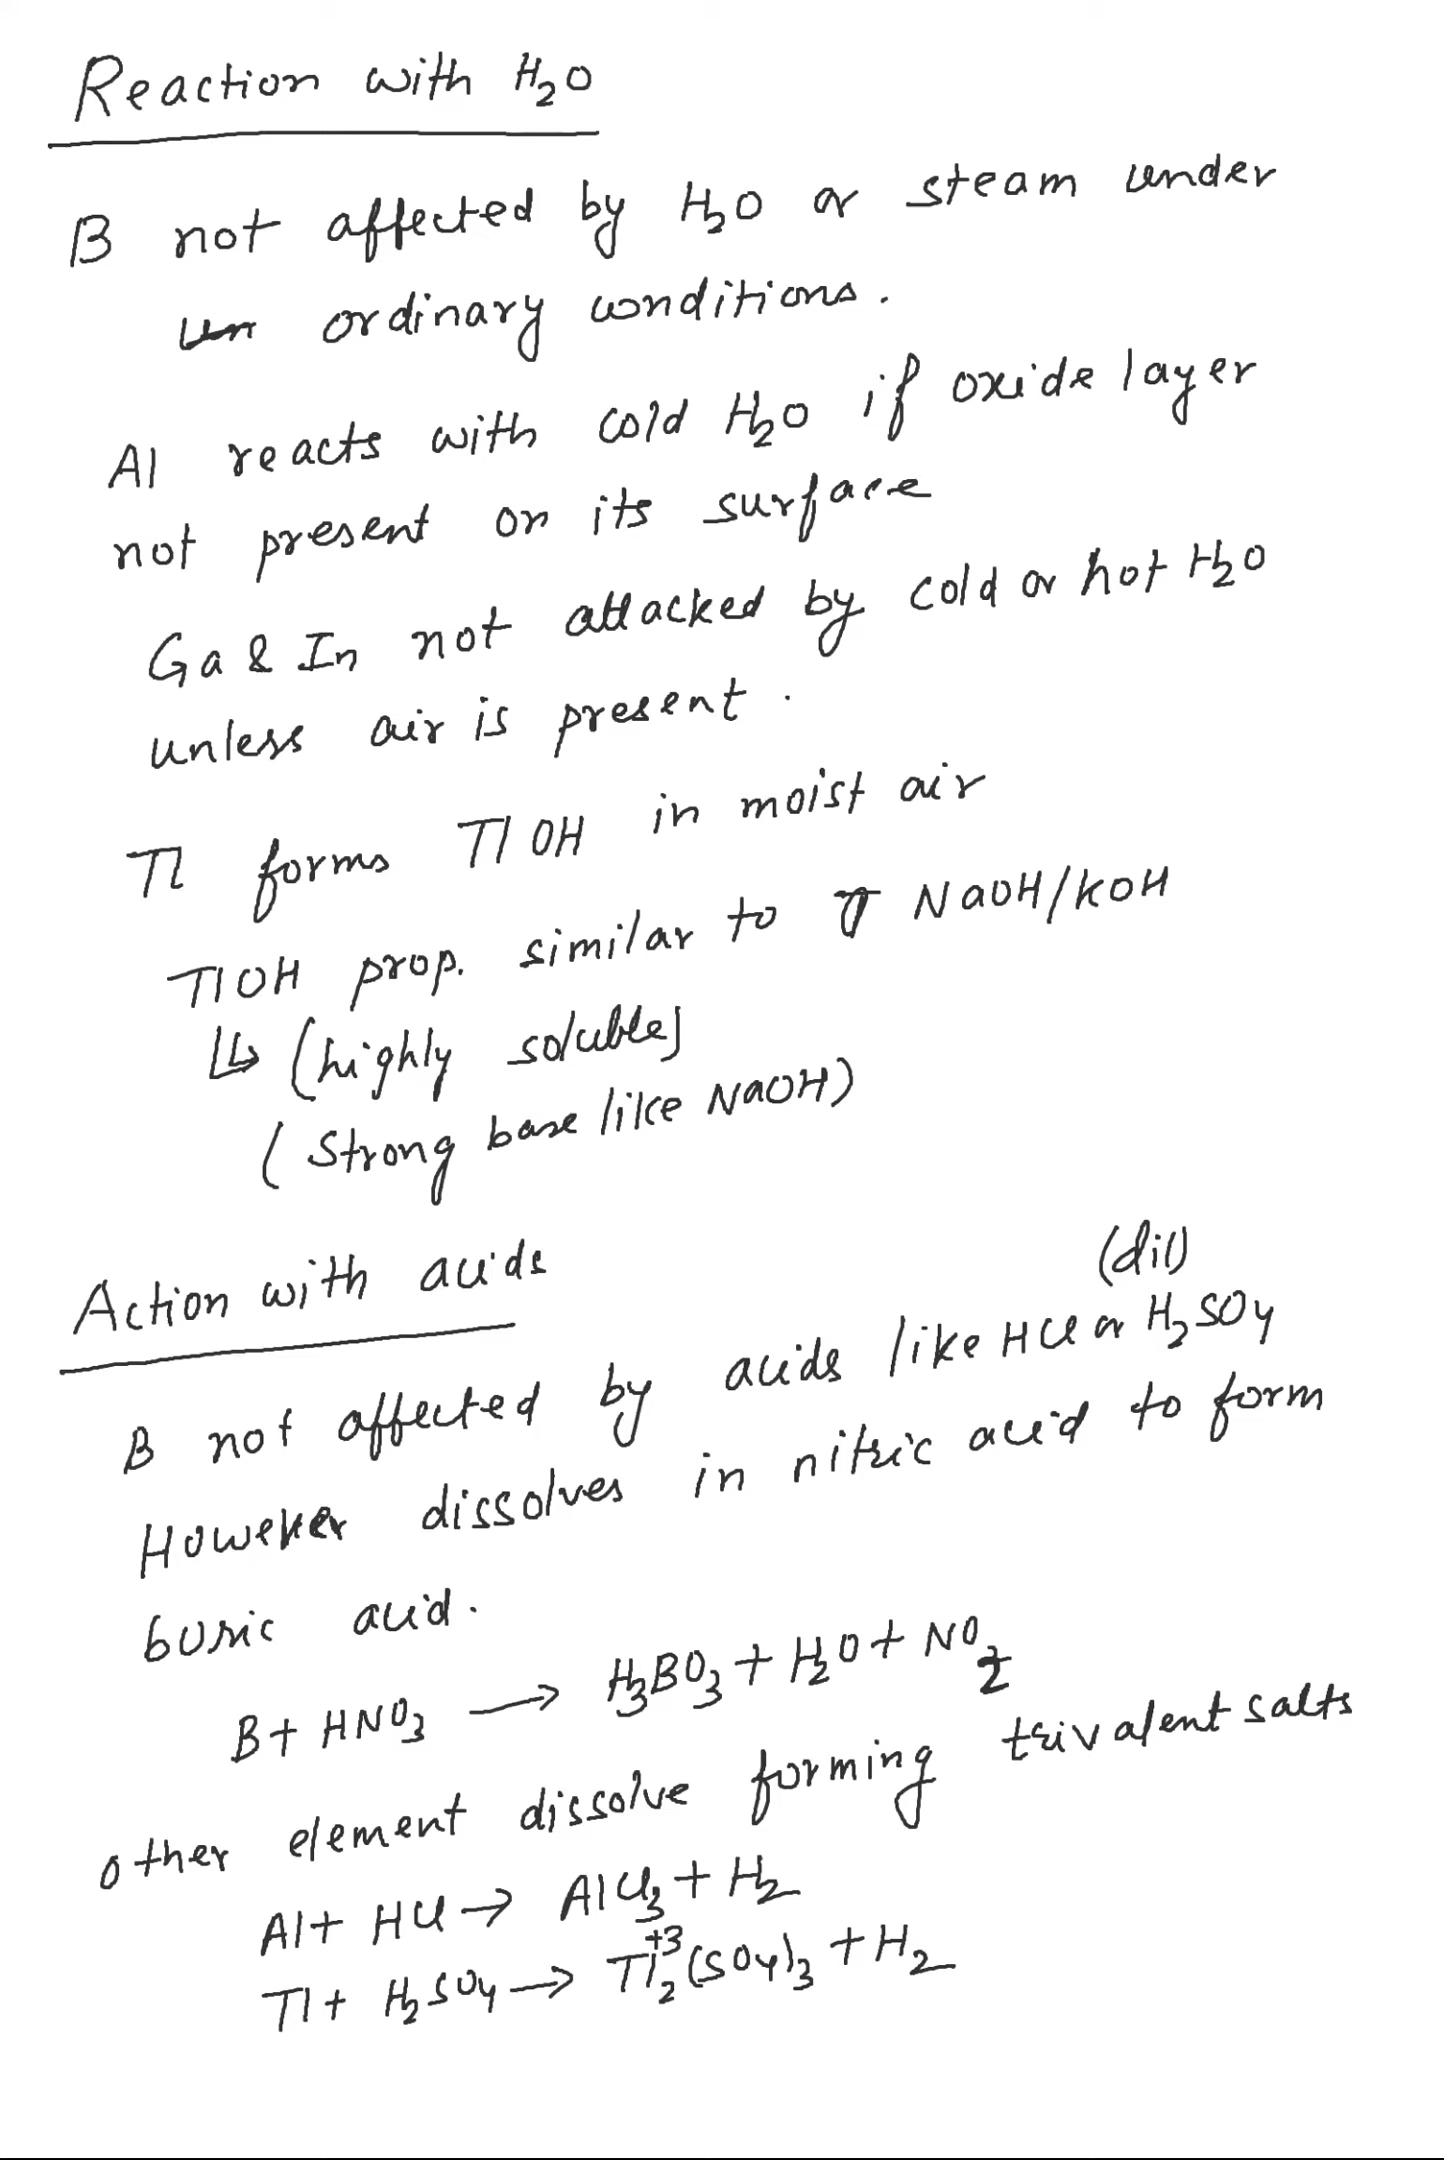 Reaction with H₂O
B not affected by H₂O or steam under
ordinary conditions.
Al reacts with cold H₂O if oxide layer
not present on its surface
Ga & In not attacked by cold or hot H₂O
unless air is present.
Tl forms TlOH in moist air
TlOH prop. similar to NaOH/KOH
↳ (highly soluble)
(Strong base like NaOH)
Action with acids
(dil)
B not affected by acids like HCl or H₂SO₄
However dissolves in nitric acid to form
boric acid.
B + HNO₃ → H₃BO₃ + H₂O + NO₂
other element dissolve forming trivalent salts
Al + HCl → AlCl₃ + H₂
Tl + H₂SO₄ → Tl₂⁺³(SO₄)₃ + H₂